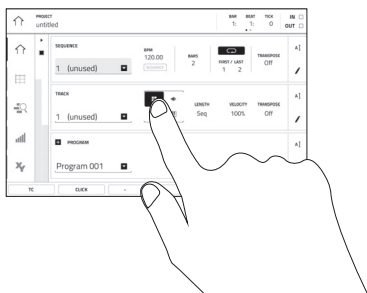 PROJECT
untitled
BAR BEAT TICK
1: 1: 0
IN
OUT
SEQUENCE
1 (unused)
BPM
120.00
BARS
2
FIRST / LAST
1 2
TRANSPOSE
Off
TRACK
1 (unused)
LENGTH
Seq
VELOCITY
100%
TRANSPOSE
Off
PROGRAM
Program 001
TC
CLICK
-